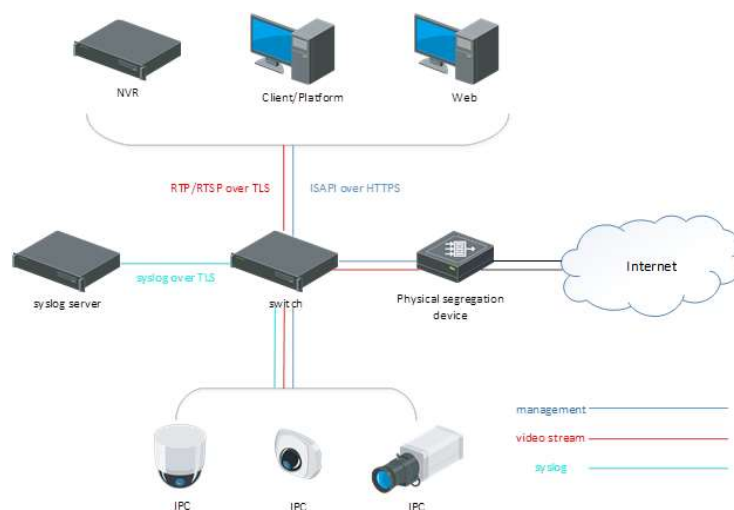 NVR
Client/Platform
Web
RTP/RTSP over TLS
ISAPI over HTTPS
syslog over TLS
Internet
syslog server
switch
Physical segregation
device
management
video stream
syslog
IPC
IPC
IPC